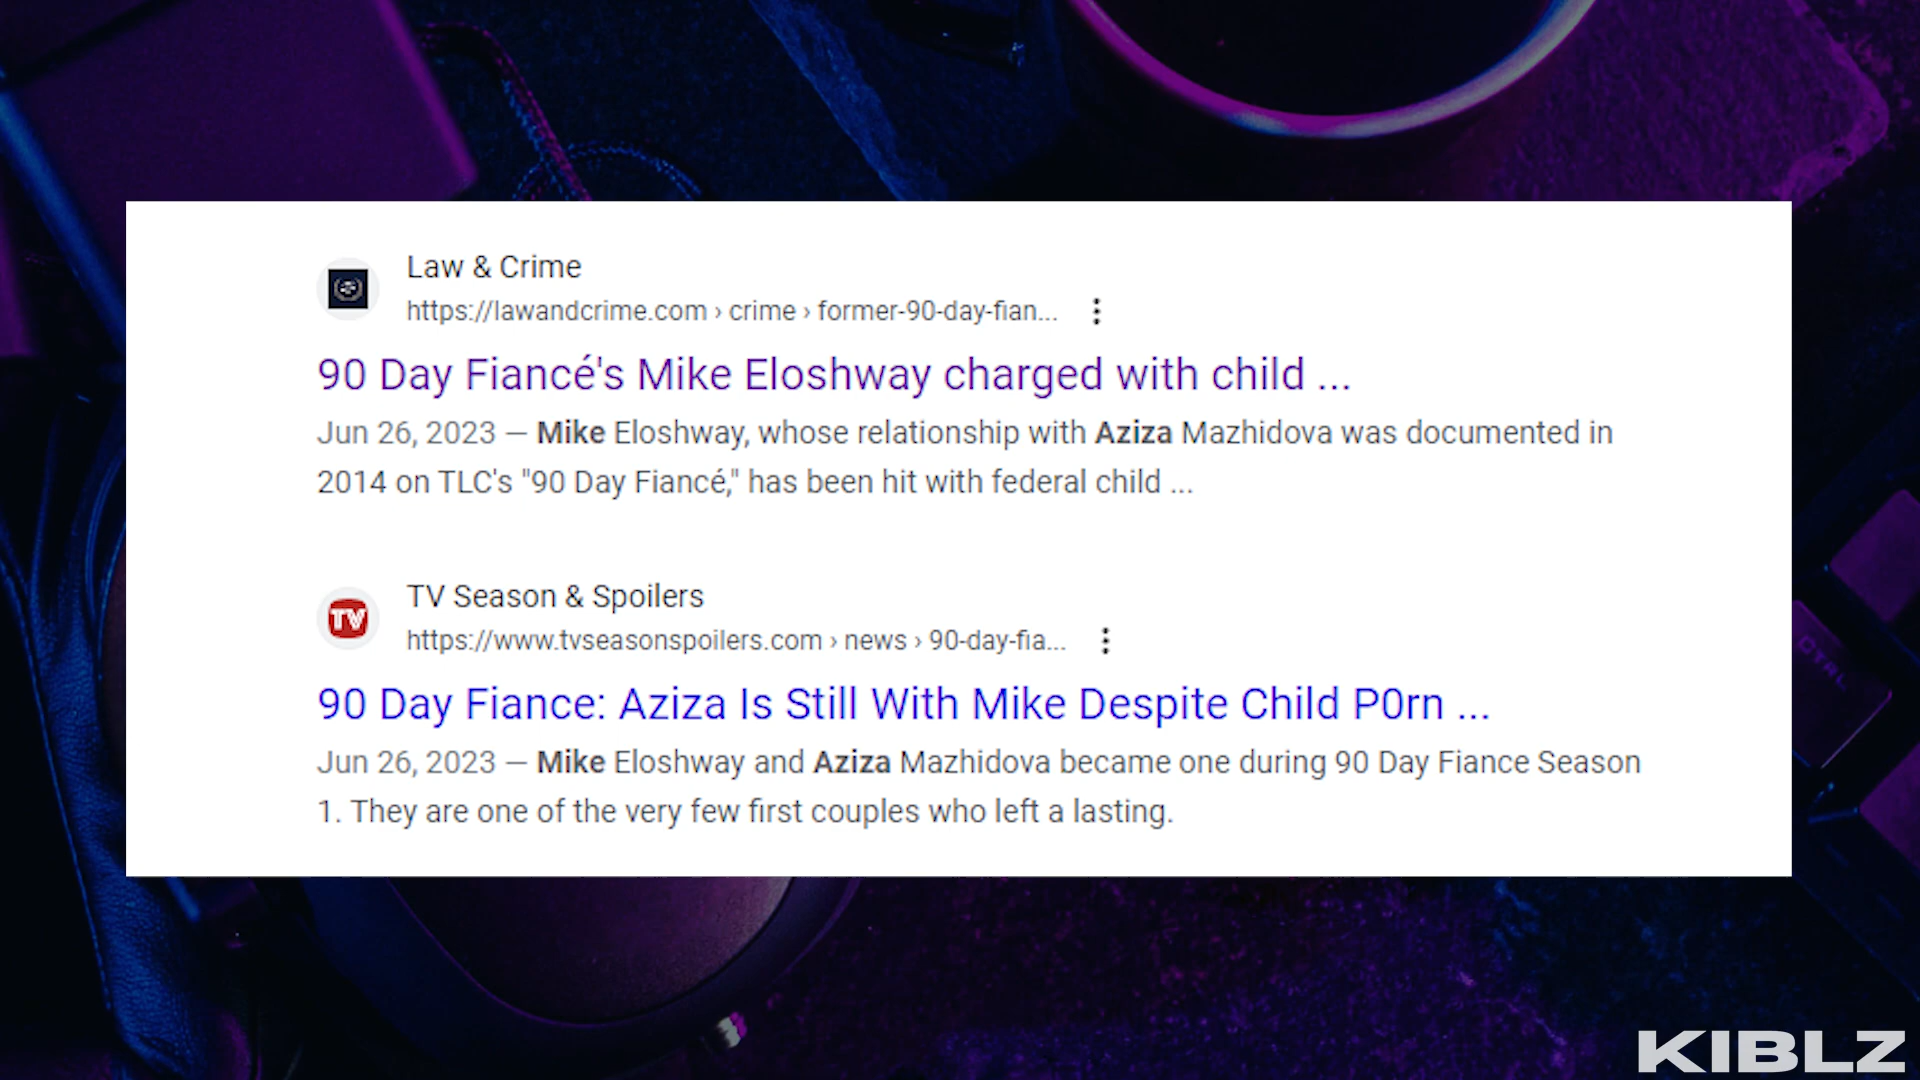 Law & Crime
https://lawandcrime.com › crime › former-90-day-fian...
90 Day Fiancé's Mike Eloshway charged with child ...
Jun 26, 2023 — Mike Eloshway, whose relationship with Aziza Mazhidova was documented in
2014 on TLC's "90 Day Fiancé," has been hit with federal child ...
TV
TV Season & Spoilers
https://www.tvseasonspoilers.com › news › 90-day-fia...
90 Day Fiance: Aziza Is Still With Mike Despite Child P0rn ...
Jun 26, 2023 — Mike Eloshway and Aziza Mazhidova became one during 90 Day Fiance Season
1. They are one of the very few first couples who left a lasting.
CTRL
KIBLZ